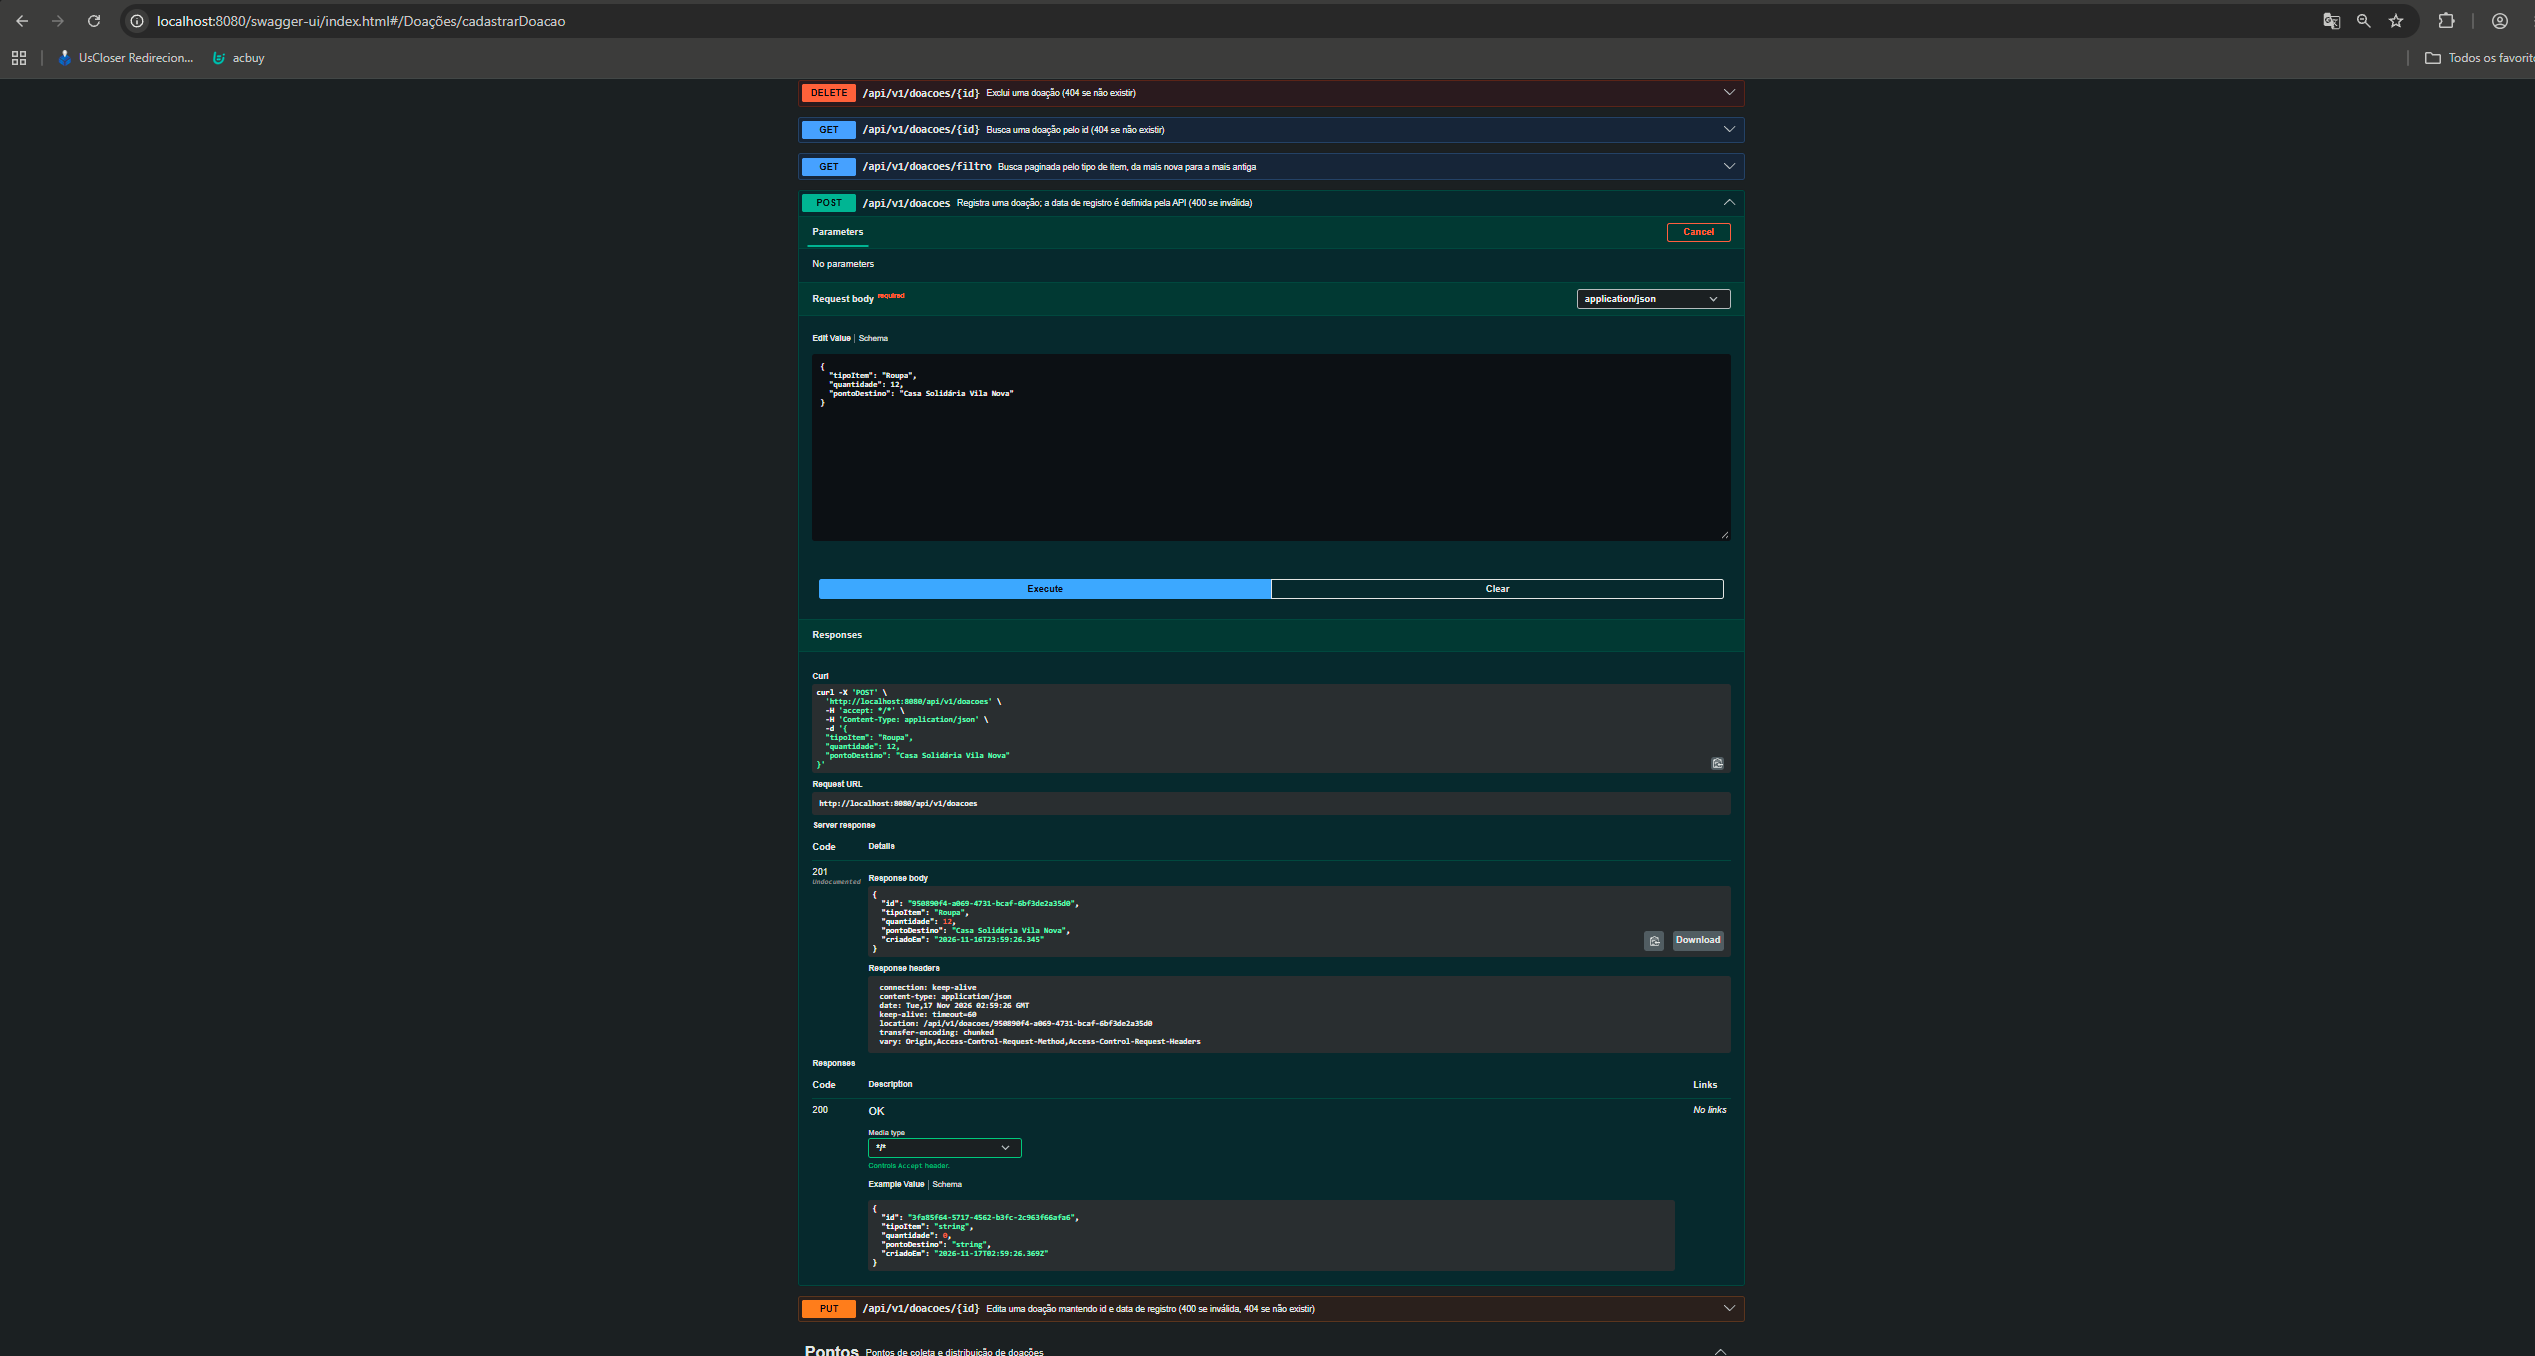 localhost:8080/swagger-ui/index.html#/Doações/cadastrarDoacao
UsCloser Redirecion... acbuy Todos os favorit
DELETE /api/v1/doacoes/{id} Exclui uma doação (404 se não existir)
GET /api/v1/doacoes/{id} Busca uma doação pelo id (404 se não existir)
GET /api/v1/doacoes/filtro Busca paginada pelo tipo de item, da mais nova para a mais antiga
POST /api/v1/doacoes Registra uma doação; a data de registro é definida pela API (400 se inválida)
Parameters Cancel
No parameters
Request body required application/json
Edit Value | Schema
{
"tipoItem": "Roupa",
"quantidade": 12,
"pontoDestino": "Casa Solidária Vila Nova"
}
Execute Clear
Responses
Curl
curl -X 'POST' \
'http://localhost:8080/api/v1/doacoes' \
-H 'accept: */*' \
-H 'Content-Type: application/json' \
-d '{
"tipoItem": "Roupa",
"quantidade": 12,
"pontoDestino": "Casa Solidária Vila Nova"
}'
Request URL
http://localhost:8080/api/v1/doacoes
Server response
Code Details
201 Response body
Undocumented
{
"id": "950890f4-a069-4731-bcaf-6bf3de2a35d0",
"tipoItem": "Roupa",
"quantidade": 12,
"pontoDestino": "Casa Solidária Vila Nova",
"criadoEm": "2026-11-16T23:59:26.345"
}
Download
Response headers
connection: keep-alive
content-type: application/json
date: Tue,17 Nov 2026 02:59:26 GMT
keep-alive: timeout=60
location: /api/v1/doacoes/950890f4-a069-4731-bcaf-6bf3de2a35d0
transfer-encoding: chunked
vary: Origin,Access-Control-Request-Method,Access-Control-Request-Headers
Responses
Code Description Links
200 OK No links
Media type
*/*
Controls Accept header.
Example Value | Schema
{
"id": "3fa85f64-5717-4562-b3fc-2c963f66afa6",
"tipoItem": "string",
"quantidade": 0,
"pontoDestino": "string",
"criadoEm": "2026-11-17T02:59:26.369Z"
}
PUT /api/v1/doacoes/{id} Edita uma doação mantendo id e data de registro (400 se inválida, 404 se não existir)
Pontos Pontos de coleta e distribuição de doações